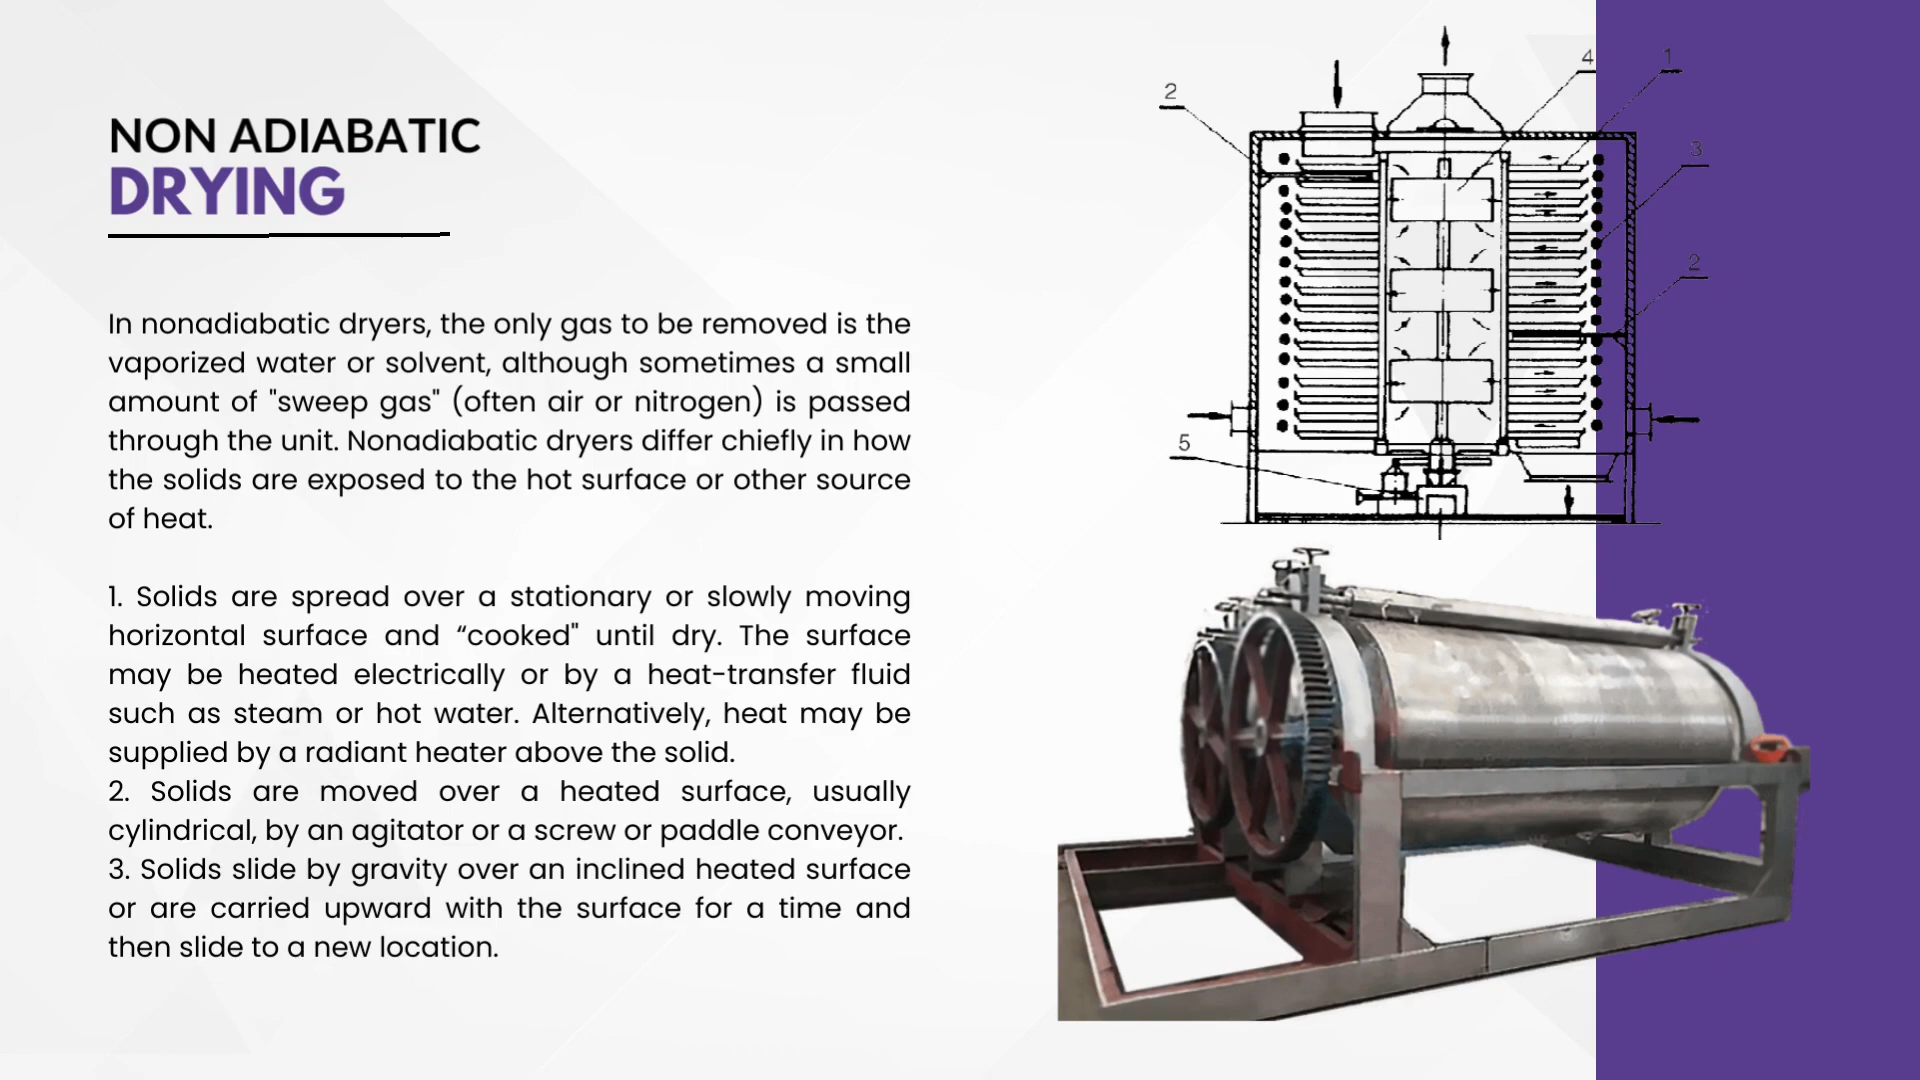 NON ADIABATIC
DRYING
In nonadiabatic dryers, the only gas to be removed is the
vaporized water or solvent, although sometimes a small
amount of "sweep gas" (often air or nitrogen) is passed
through the unit. Nonadiabatic dryers differ chiefly in how
the solids are exposed to the hot surface or other source
of heat.
1. Solids are spread over a stationary or slowly moving
horizontal surface and “cooked" until dry. The surface
may be heated electrically or by a heat-transfer fluid
such as steam or hot water. Alternatively, heat may be
supplied by a radiant heater above the solid.
2. Solids are moved over a heated surface, usually
cylindrical, by an agitator or a screw or paddle conveyor.
3. Solids slide by gravity over an inclined heated surface
or are carried upward with the surface for a time and
then slide to a new location.
4
1
2
3
2
5